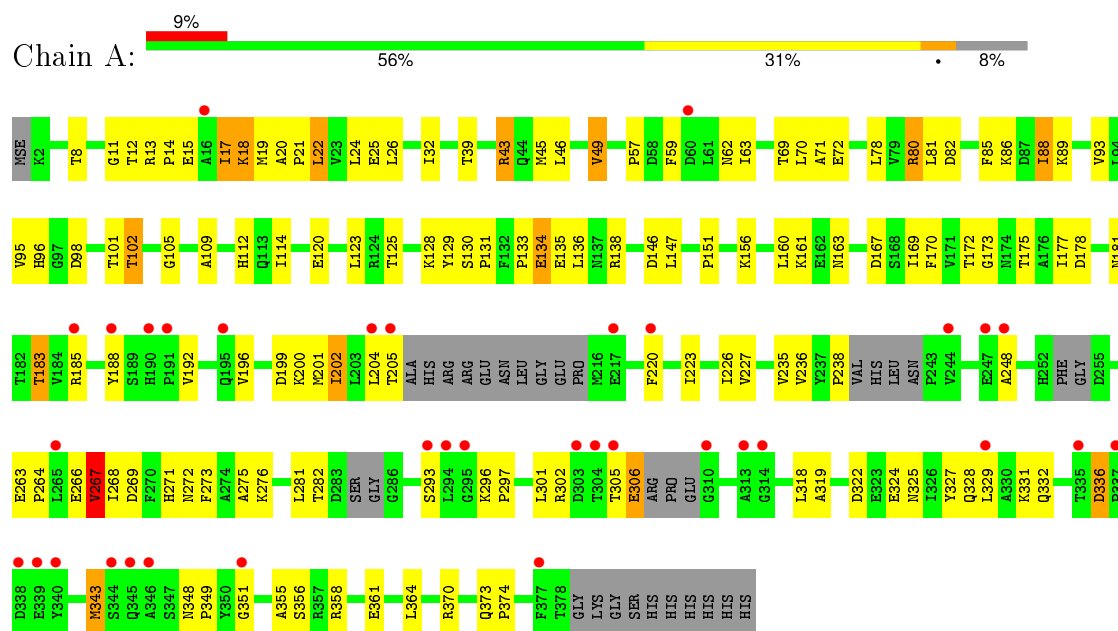 9%
Chain A:
56% 31% • 8%
MSE K2 T8 G11 T12 R13 P14 E15 A16 I17 K18 M19 A20 P21 L22 V23 L24 E25 L26 I32 T39 R43 Q44 M45 L46 V49 P57 D58 F59 D60 L61 N62 I63 T69 L70 A71 E72 L78 V79 R80 L81 D82 F85 K86 D87 I88 K89 V93 L94
V95 H96 G97 D98 T101 T102 G105 A109 H112 Q113 I114 E120 L123 R124 T125 K128 Y129 S130 P131 F132 P133 E134 E135 L136 N137 R138 D146 L147 P151 K156 L160 K161 E162 N163 D167 S168 I169 F170 V171 T172 G173 N174 T175 A176 I177 D178 N181
T182 T183 V184 R185 Y188 S189 H190 P191 V192 Q195 V196 D199 K200 M201 I202 L203 L204 T205 ALA HIS ARG ARG GLU ASN LEU GLY GLU PRO M216 E217 F220 I223 I226 V227 V235 V236 Y237 P238 VAL HIS LEU ASN P243 V244 E247 A248 H252 PHE GLY D255
E263 P264 L265 E266 V267 I268 D269 F270 H271 N272 F273 A274 A275 K276 L281 T282 D283 SER GLY G286 S293 L294 G295 K296 P297 L301 R302 D303 T304 T305 E306 ARG PRO GLU G310 A313 G314 L318 A319 D322 E323 E324 N325 I326 Y327 Q328 L329 A330 K331 Q332 T335 D336 D337
D338 E339 Y340 M343 S344 Q345 A346 S347 N348 P349 Y350 G351 A355 S356 R357 R358 E361 L364 R370 Q373 P374 F377 T378 GLY LYS GLY SER HIS HIS HIS HIS HIS HIS